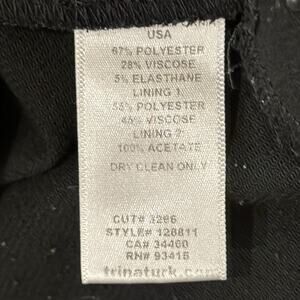 USA
67% POLYESTER
28% VISCOSE
5% ELASTHANE
LINING 1
55% POLYESTER
45% VISCOSE
LINING 2:
100% ACETATE
DRY CLEAN ONLY
CUT# 3286
STYLE# 128811
CA# 34460
RN# 93415
trinaturk.com